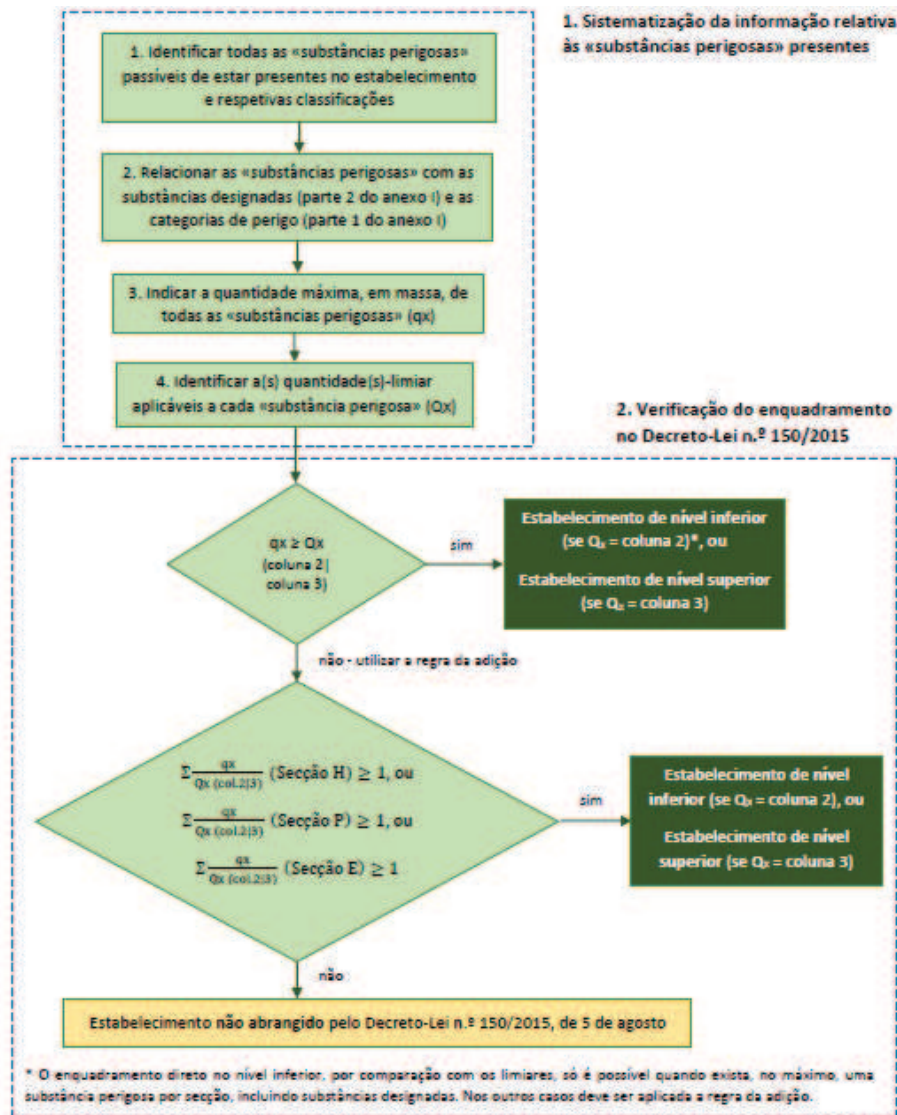 1. Sistematização da informação relativa
às «substâncias perigosas» presentes
1. Identificar todas as «substâncias perigosas»
passíveis de estar presentes no estabelecimento
e respetivas classificações
2. Relacionar as «substâncias perigosas» com as
substâncias designadas (parte 2 do anexo I) e as
categorias de perigo (parte 1 do anexo I)
3. Indicar a quantidade máxima, em massa, de
todas as «substâncias perigosas» (qx)
4. Identificar a(s) quantidade(s)-limiar
aplicáveis a cada «substância perigosa» (Qx)
2. Verificação do enquadramento
no Decreto-Lei n.º 150/2015
qx ≥ Qx
(coluna 2|
coluna 3)
sim
Estabelecimento de nível inferior
(se Qₓ = coluna 2)*, ou
Estabelecimento de nível superior
(se Qₓ = coluna 3)
não - utilizar a regra da adição
Σ qx/Qx (col.2|3) (Secção H) ≥ 1, ou
Σ qx/Qx (col.2|3) (Secção P) ≥ 1, ou
Σ qx/Qx (col.2|3) (Secção E) ≥ 1
sim
Estabelecimento de nível
inferior (se Qₓ = coluna 2), ou
Estabelecimento de nível
superior (se Qₓ = coluna 3)
não
Estabelecimento não abrangido pelo Decreto-Lei n.º 150/2015, de 5 de agosto
* O enquadramento direto no nível inferior, por comparação com os limiares, só é possível quando exista, no máximo, uma
substância perigosa por secção, incluindo substâncias designadas. Nos outros casos deve ser aplicada a regra da adição.